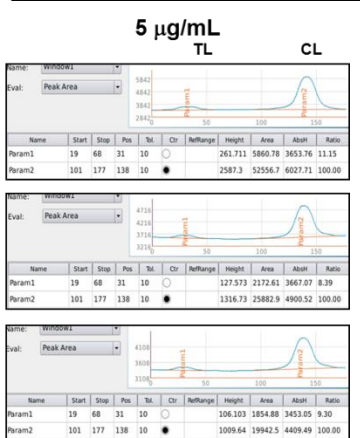 5 µg/mL
TL CL
Name: Window1
Eval: Peak Area
5842
4842
3842
2842
Param1
Param2
0 50 100 150
Name Start Stop Pos Tol. Ctr RefRange Height Area AbsH Ratio
Param1 19 68 31 10 261.711 5860.78 3653.76 11.15
Param2 101 177 138 10 2587.3 52556.7 6027.71 100.00
Name: Window1
Eval: Peak Area
4716
4216
3716
3216
Param1
Param2
0 50 100 150
Name Start Stop Pos Tol. Ctr RefRange Height Area AbsH Ratio
Param1 19 68 31 10 127.573 2172.61 3667.07 8.39
Param2 101 177 138 10 1316.73 25882.9 4900.52 100.00
Name: Window1
Eval: Peak Area
4108
3608
3108
Param1
Param2
0 50 100 150
Name Start Stop Pos Tol. Ctr RefRange Height Area AbsH Ratio
Param1 19 68 31 10 106.103 1854.88 3453.05 9.30
Param2 101 177 138 10 1009.64 19942.5 4409.49 100.00